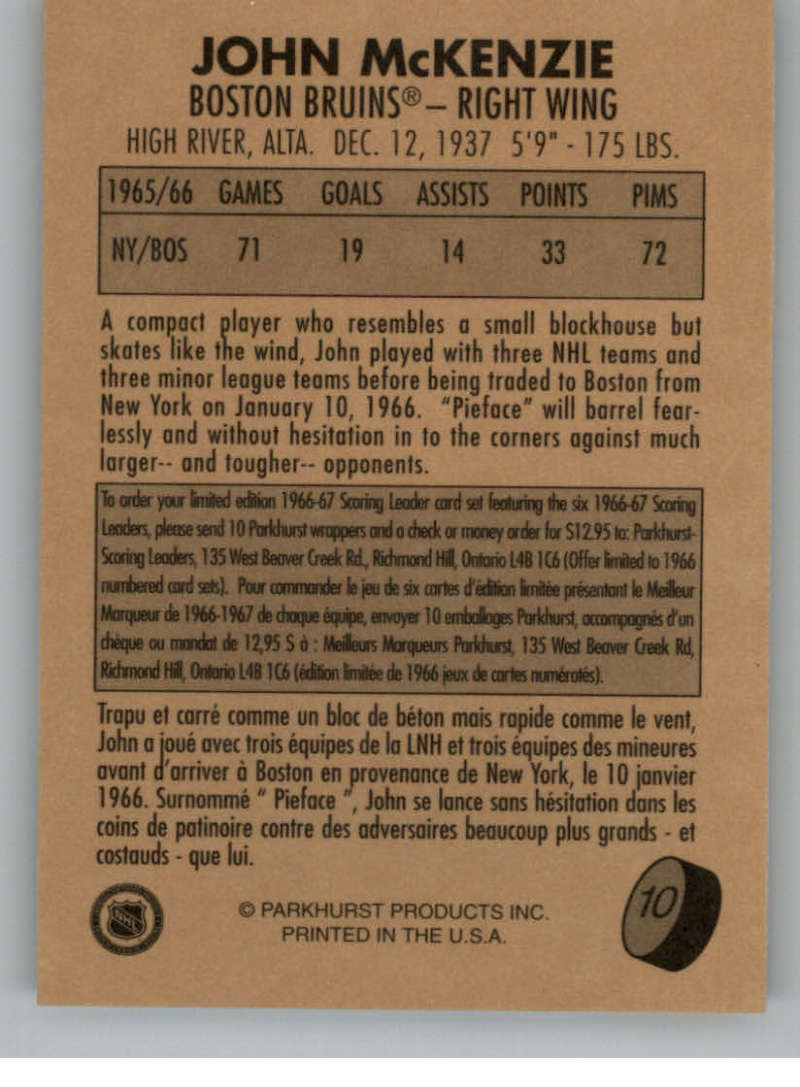 JOHN McKENZIE
BOSTON BRUINS® – RIGHT WING
HIGH RIVER, ALTA. DEC. 12, 1937 5'9" - 175 LBS.
1965/66 GAMES GOALS ASSISTS POINTS PIMS
NY/BOS 71 19 14 33 72
A compact player who resembles a small blockhouse but
skates like the wind, John played with three NHL teams and
three minor league teams before being traded to Boston from
New York on January 10, 1966. "Pieface" will barrel fear-
lessly and without hesitation in to the corners against much
larger-- and tougher-- opponents.
To order your limited edition 1966-67 Scoring Leader card set featuring the six 1966-67 Scoring
Leaders, please send 10 Parkhurst wrappers and a check or money order for $12.95 to: Parkhurst-
Scoring Leaders, 135 West Beaver Creek Rd., Richmond Hill, Ontario L4B 1C6 (Offer limited to 1966
numbered card sets). Pour commander le jeu de six cartes d'édition limitée présentant le Meilleur
Marqueur de 1966-1967 de chaque équipe, envoyer 10 emballages Parkhurst, accompagnés d'un
chèque ou mandat de 12,95 $ à : Meilleurs Marqueurs Parkhurst, 135 West Beaver Creek Rd,
Richmond Hill, Ontario L4B 1C6 (édition limitée de 1966 jeux de cartes numérotés).
Trapu et carré comme un bloc de béton mais rapide comme le vent,
John a joué avec trois équipes de la LNH et trois équipes des mineures
avant d'arriver à Boston en provenance de New York, le 10 janvier
1966. Surnommé " Pieface ", John se lance sans hésitation dans les
coins de patinoire contre des adversaires beaucoup plus grands - et
costauds - que lui.
NHL
© PARKHURST PRODUCTS INC.
PRINTED IN THE U.S.A.
10